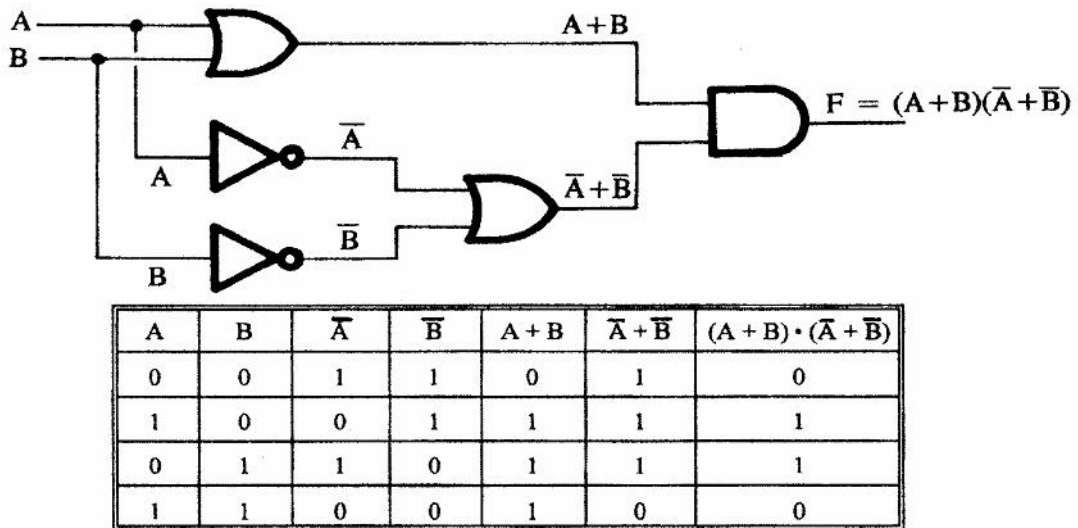 A
B
A+B
F = (A+B)(A̅+B̅)
A
A̅
A̅+B̅
B
B̅
A B A̅ B̅ A + B A̅ + B̅ (A + B) • (A̅ + B̅)
0 0 1 1 0 1 0
1 0 0 1 1 1 1
0 1 1 0 1 1 1
1 1 0 0 1 0 0